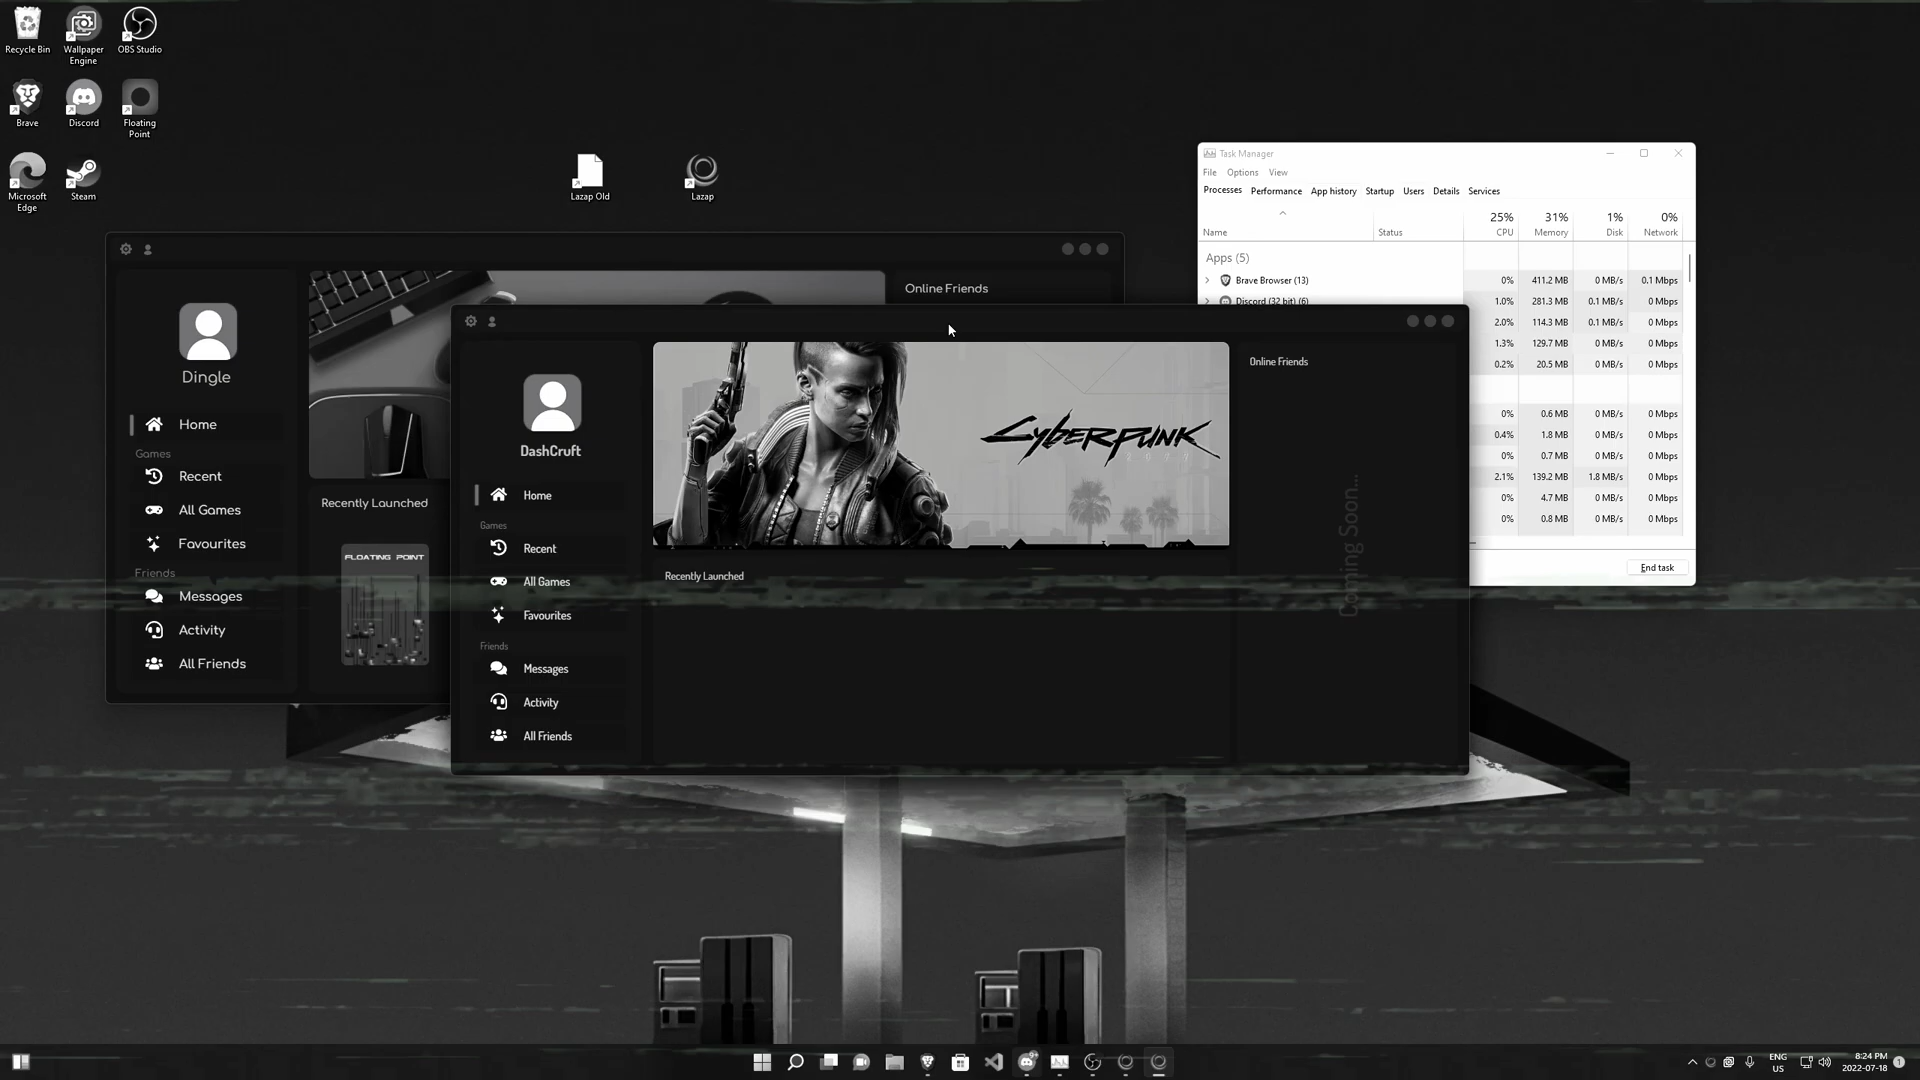 Recycle Bin
Wallpaper
Engine
OBS Studio
Brave
Discord
Floating
Point
Microsoft
Edge
Steam
Lazap Old
Lazap
Task Manager
File Options View
Processes Performance App history Startup Users Details Services
25% 31% 1% 0%
Name Status CPU Memory Disk Network
Apps (5)
Brave Browser (13) 0% 411.2 MB 0 MB/s 0.1 Mbps
Discord (32 bit) (6) 1.0% 281.3 MB 0.1 MB/s 0 Mbps
2.0% 114.3 MB 0.1 MB/s 0 Mbps
1.3% 129.7 MB 0 MB/s 0 Mbps
0.2% 20.5 MB 0 MB/s 0 Mbps
0% 0.6 MB 0 MB/s 0 Mbps
0.4% 1.8 MB 0 MB/s 0 Mbps
0% 0.7 MB 0 MB/s 0 Mbps
2.1% 139.2 MB 1.8 MB/s 0 Mbps
0% 4.7 MB 0 MB/s 0 Mbps
0% 0.8 MB 0 MB/s 0 Mbps
End task
Dingle
Home
Games
Recent
All Games
Favourites
Friends
Messages
Activity
All Friends
Online Friends
Recently Launched
FLOATING POINT
DashCruft
Home
Games
Recent
All Games
Favourites
Friends
Messages
Activity
All Friends
CYBERPUNK
2077
Recently Launched
Online Friends
Coming Soon...
ENG
US
8:24 PM
2022-07-18
1